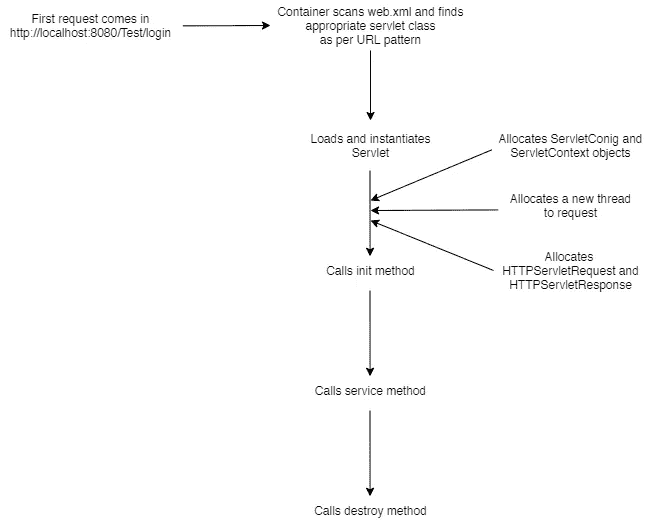 First request comes in
http://localhost:8080/Test/login
Container scans web.xml and finds
appropriate servlet class
as per URL pattern
Loads and instantiates
Servlet
Allocates ServletConig and
ServletContext objects
Allocates a new thread
to request
Allocates
HTTPServletRequest and
HTTPServletResponse
Calls init method
Calls service method
Calls destroy method